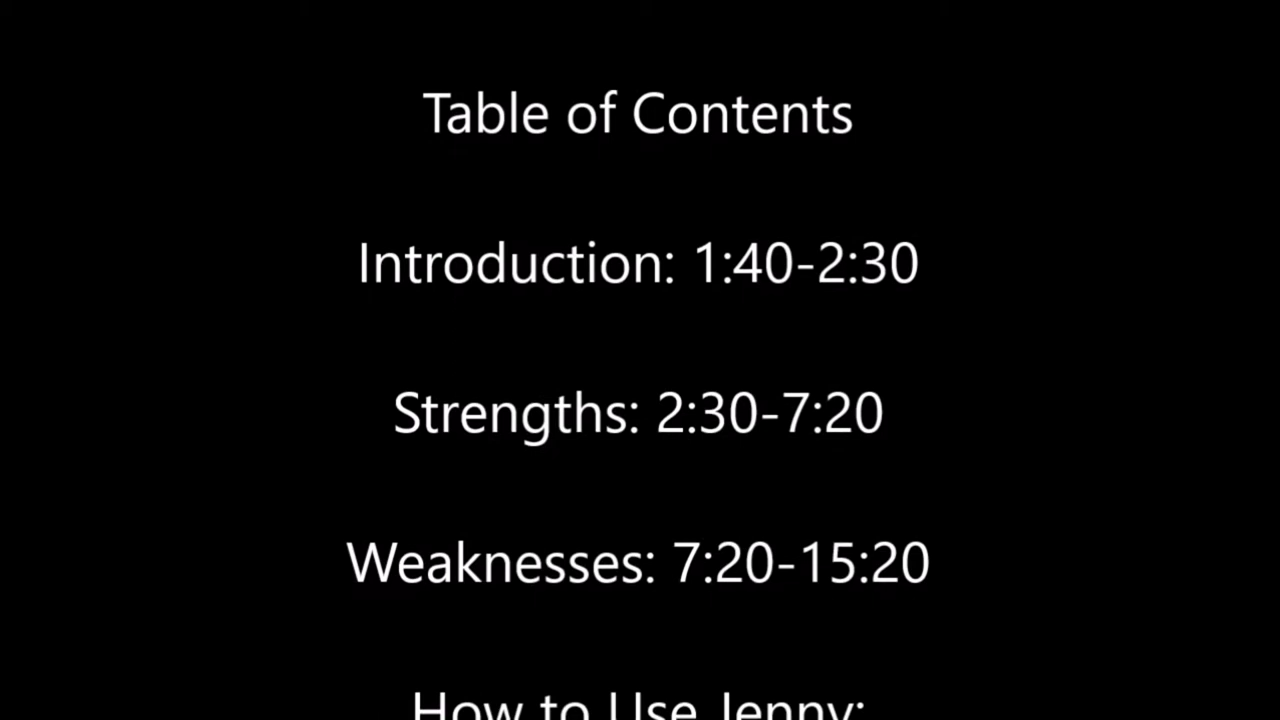 Table of Contents
Introduction: 1:40-2:30
Strengths: 2:30-7:20
Weaknesses: 7:20-15:20
How to Use Jenny: